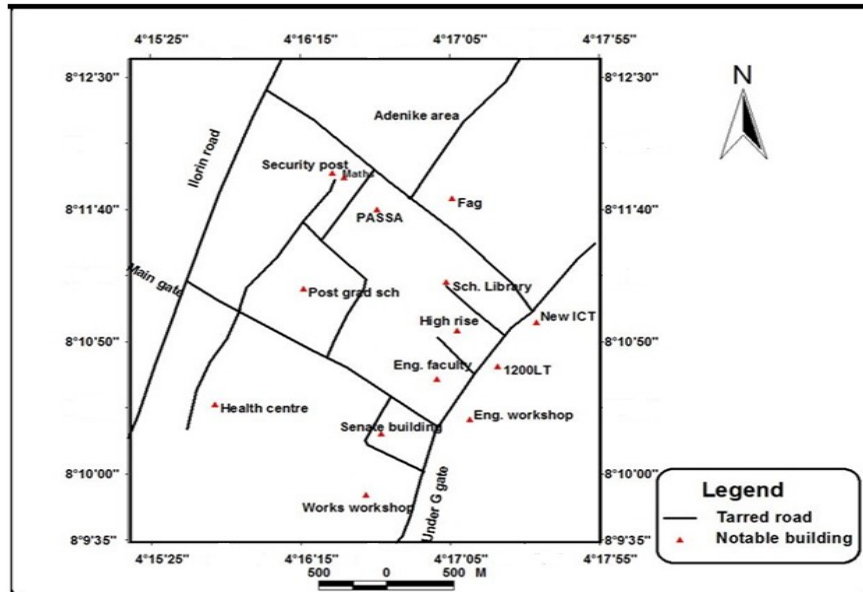 4°15'25" 4°16'15" 4°17'05" 4°17'55"
8°12'30" 8°12'30"
N
Adenike area
Ilorin road
Security post
Maths
8°11'40" 8°11'40"
Fag
PASSA
Main gate
Post grad sch
Sch. Library
High rise
New ICT
8°10'50" 8°10'50"
Eng. faculty
1200LT
Health centre
Eng. workshop
Senate building
8°10'00" 8°10'00"
Works workshop
Under G gate
8°9'35" 8°9'35"
4°15'25" 4°16'15" 4°17'05" 4°17'55"
500 0 500 M
Legend
Tarred road
Notable building